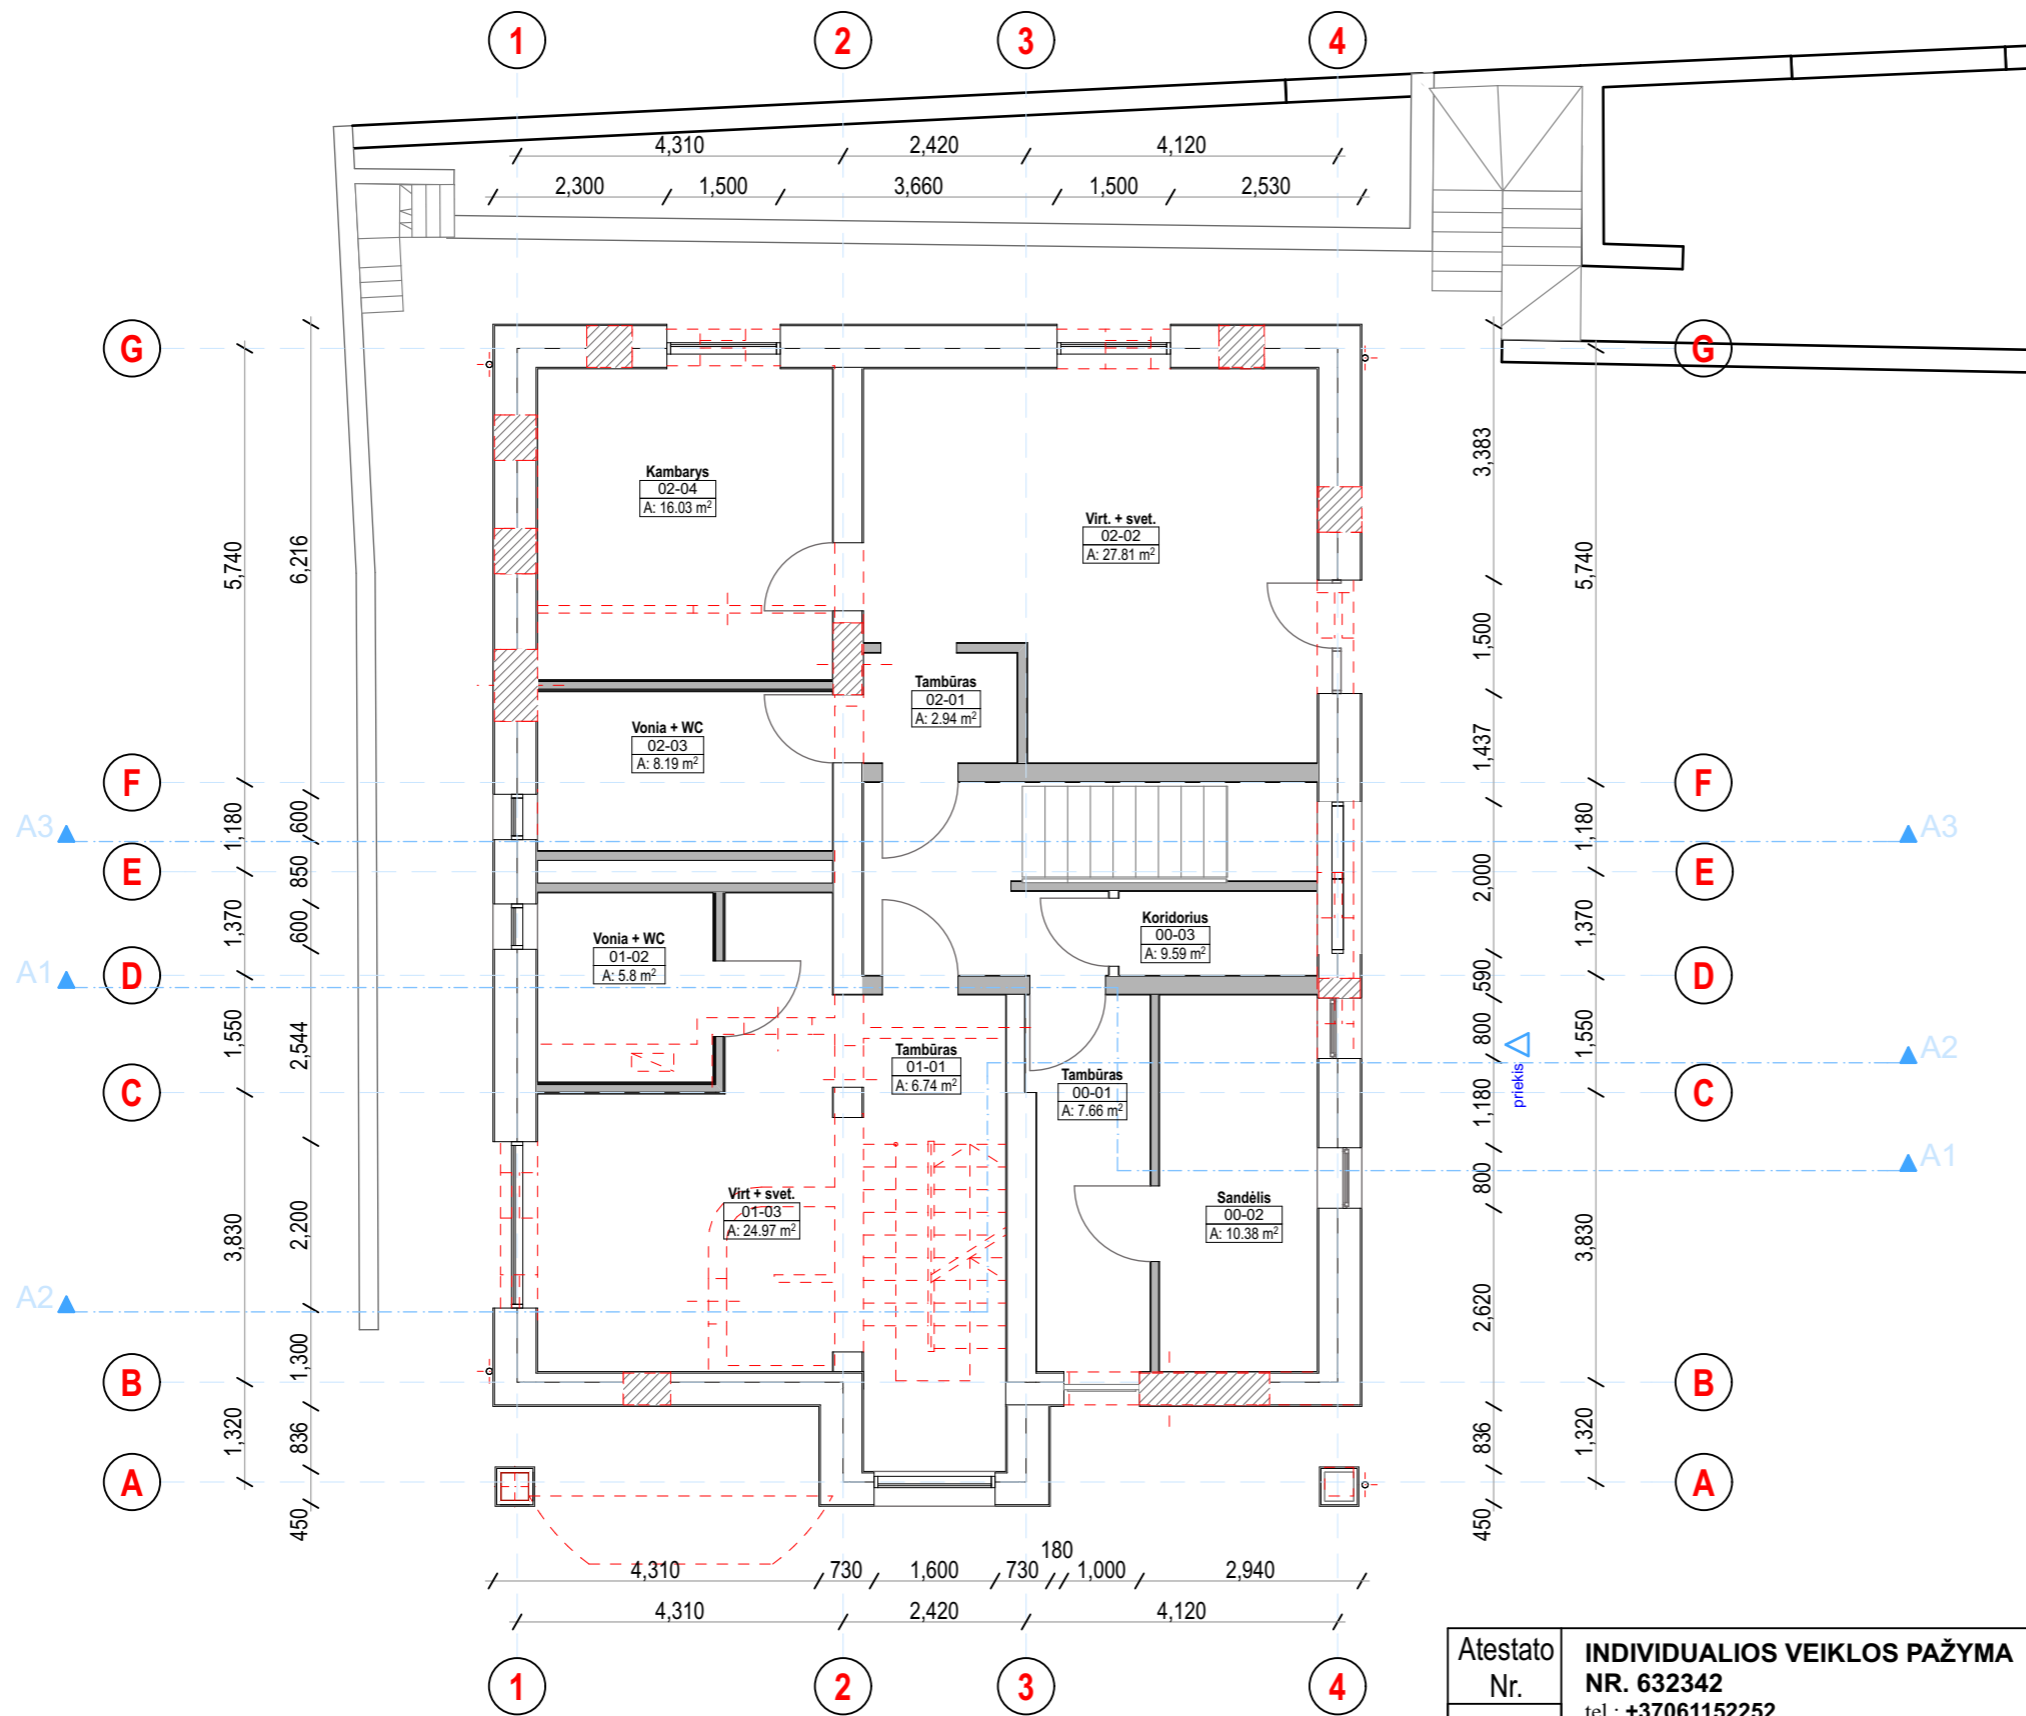 1 2 3 4
4,310 2,420 4,120
2,300 1,500 3,660 1,500 2,530
G G
3,383
Kambarys
02-04
A: 16.03 m²
Virt. + svet.
02-02
A: 27.81 m²
5,740 6,216 5,740
1,500
Tambūras
02-01
A: 2.94 m²
Vonia + WC
02-03
A: 8.19 m²
1,437
F F
1,180 600 1,180
A3 A3
E 850 2,000 E
1,370 600 1,370
Koridorius
00-03
A: 9.59 m²
Vonia + WC
01-02
A: 5.8 m²
D 590 D
A1
1,550 2,544 800 1,550
A2
Tambūras
01-01
A: 6.74 m²
Tambūras
00-01
A: 7.66 m²
priekis
C 1,180 C
A1
800
Virt + svet.
01-03
A: 24.97 m²
Sandėlis
00-02
A: 10.38 m²
3,830 2,200 3,830
A2
2,620
1,300
B B
1,320 836 836 1,320
A A
450 450
180
4,310 730 1,600 730 1,000 2,940
4,310 2,420 4,120
1 2 3 4
Atestato
Nr.
INDIVIDUALIOS VEIKLOS PAŽYMA
NR. 632342
tel.: +37061152252